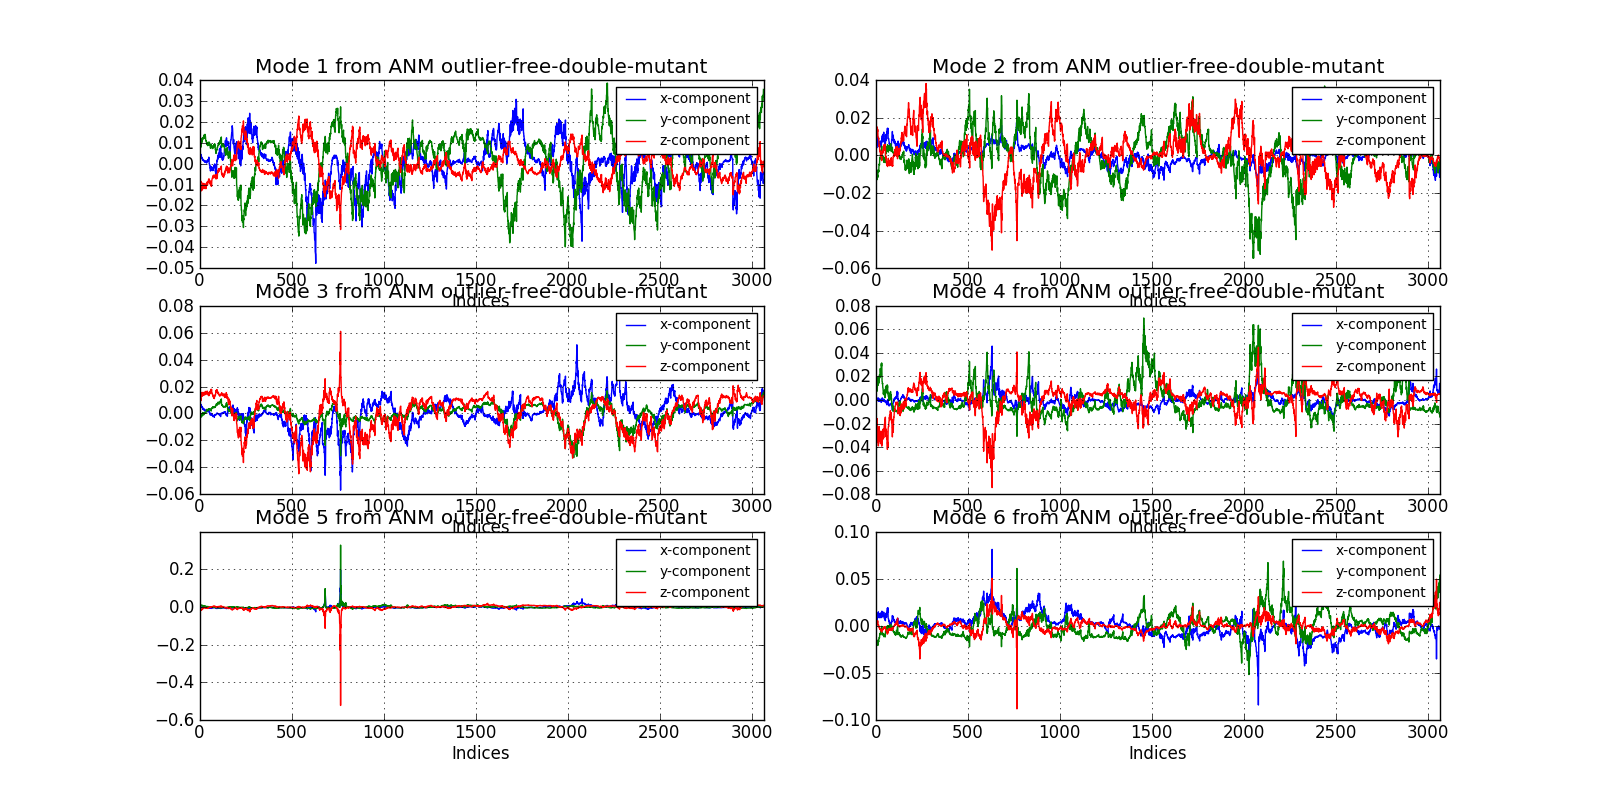 Mode 1 from ANM outlier-free-double-mutant
0.04
0.03
0.02
0.01
0.00
−0.01
−0.02
−0.03
−0.04
−0.05
x-component
y-component
z-component
0 500 1000 1500 2000 2500 3000
Indices
Mode 2 from ANM outlier-free-double-mutant
0.04
0.02
0.00
−0.02
−0.04
−0.06
x-component
y-component
z-component
0 500 1000 1500 2000 2500 3000
Indices
Mode 3 from ANM outlier-free-double-mutant
0.08
0.06
0.04
0.02
0.00
−0.02
−0.04
−0.06
x-component
y-component
z-component
0 500 1000 1500 2000 2500 3000
Indices
Mode 4 from ANM outlier-free-double-mutant
0.08
0.06
0.04
0.02
0.00
−0.02
−0.04
−0.06
−0.08
x-component
y-component
z-component
0 500 1000 1500 2000 2500 3000
Indices
Mode 5 from ANM outlier-free-double-mutant
0.2
0.0
−0.2
−0.4
−0.6
x-component
y-component
z-component
0 500 1000 1500 2000 2500 3000
Indices
Mode 6 from ANM outlier-free-double-mutant
0.10
0.05
0.00
−0.05
−0.10
x-component
y-component
z-component
0 500 1000 1500 2000 2500 3000
Indices